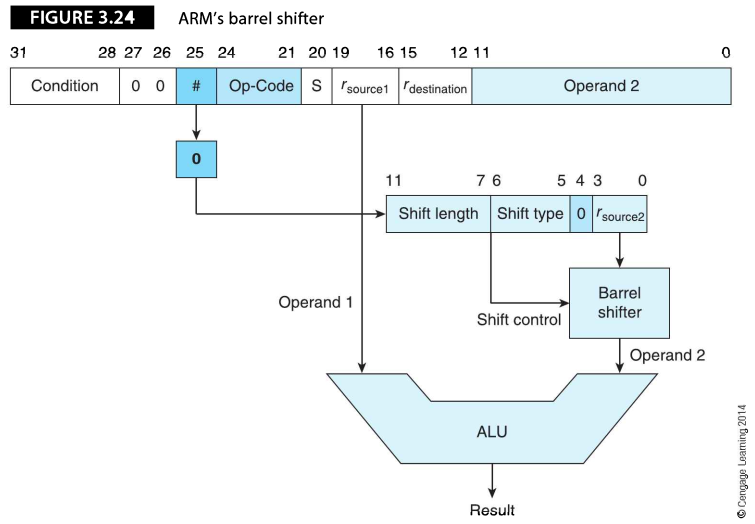 FIGURE 3.24 ARM's barrel shifter
31 28 27 26 25 24 21 20 19 16 15 12 11 0
Condition 0 0 # Op-Code S rsource1 rdestination Operand 2
0
11 7 6 5 4 3 0
Shift length Shift type 0 rsource2
Operand 1
Shift control
Barrel
shifter
Operand 2
ALU
Result
© Cengage Learning 2014